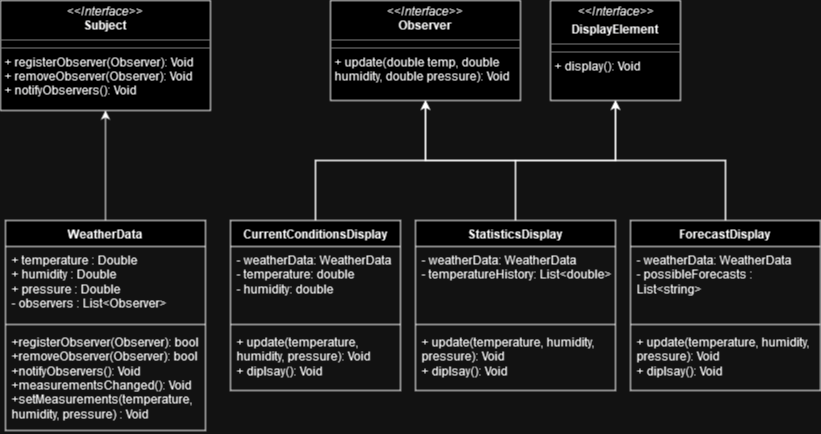 <<Interface>>
Subject
+ registerObserver(Observer): Void
+ removeObserver(Observer): Void
+ notifyObservers(): Void
<<Interface>>
Observer
+ update(double temp, double
humidity, double pressure): Void
<<Interface>>
DisplayElement
+ display(): Void
WeatherData
+ temperature : Double
+ humidity : Double
+ pressure : Double
- observers : List<Observer>
+registerObserver(Observer): bool
+removeObserver(Observer): bool
+notifyObservers(): Void
+measurementsChanged(): Void
+setMeasurements(temperature,
humidity, pressure) : Void
CurrentConditionsDisplay
- weatherData: WeatherData
- temperature: double
- humidity: double
+ update(temperature,
humidity, pressure): Void
+ diplsay(): Void
StatisticsDisplay
- weatherData: WeatherData
- temperatureHistory: List<double>
+ update(temperature, humidity,
pressure): Void
+ diplsay(): Void
ForecastDisplay
- weatherData: WeatherData
- possibleForecasts :
List<string>
+ update(temperature, humidity,
pressure): Void
+ diplsay(): Void